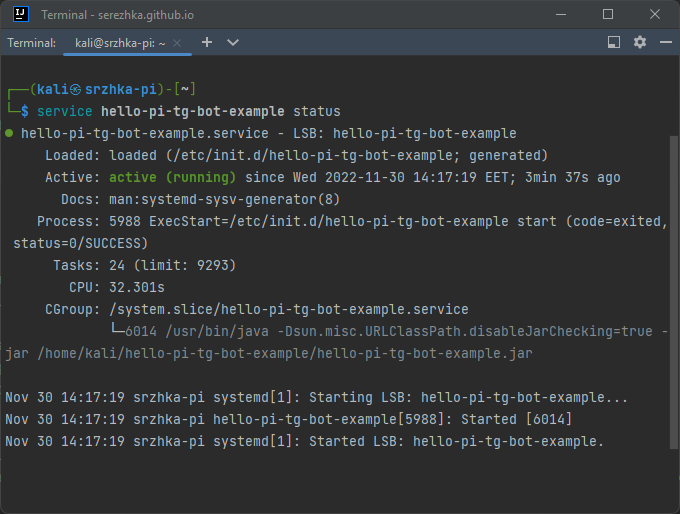 IJ Terminal - serezhka.github.io
Terminal: kali@srzhka-pi: ~ × + 
┌──(kali㉿srzhka-pi)-[~]
└─$ service hello-pi-tg-bot-example status
● hello-pi-tg-bot-example.service - LSB: hello-pi-tg-bot-example
Loaded: loaded (/etc/init.d/hello-pi-tg-bot-example; generated)
Active: active (running) since Wed 2022-11-30 14:17:19 EET; 3min 37s ago
Docs: man:systemd-sysv-generator(8)
Process: 5988 ExecStart=/etc/init.d/hello-pi-tg-bot-example start (code=exited,
status=0/SUCCESS)
Tasks: 24 (limit: 9293)
CPU: 32.301s
CGroup: /system.slice/hello-pi-tg-bot-example.service
└─6014 /usr/bin/java -Dsun.misc.URLClassPath.disableJarChecking=true -
jar /home/kali/hello-pi-tg-bot-example/hello-pi-tg-bot-example.jar
Nov 30 14:17:19 srzhka-pi systemd[1]: Starting LSB: hello-pi-tg-bot-example...
Nov 30 14:17:19 srzhka-pi hello-pi-tg-bot-example[5988]: Started [6014]
Nov 30 14:17:19 srzhka-pi systemd[1]: Started LSB: hello-pi-tg-bot-example.